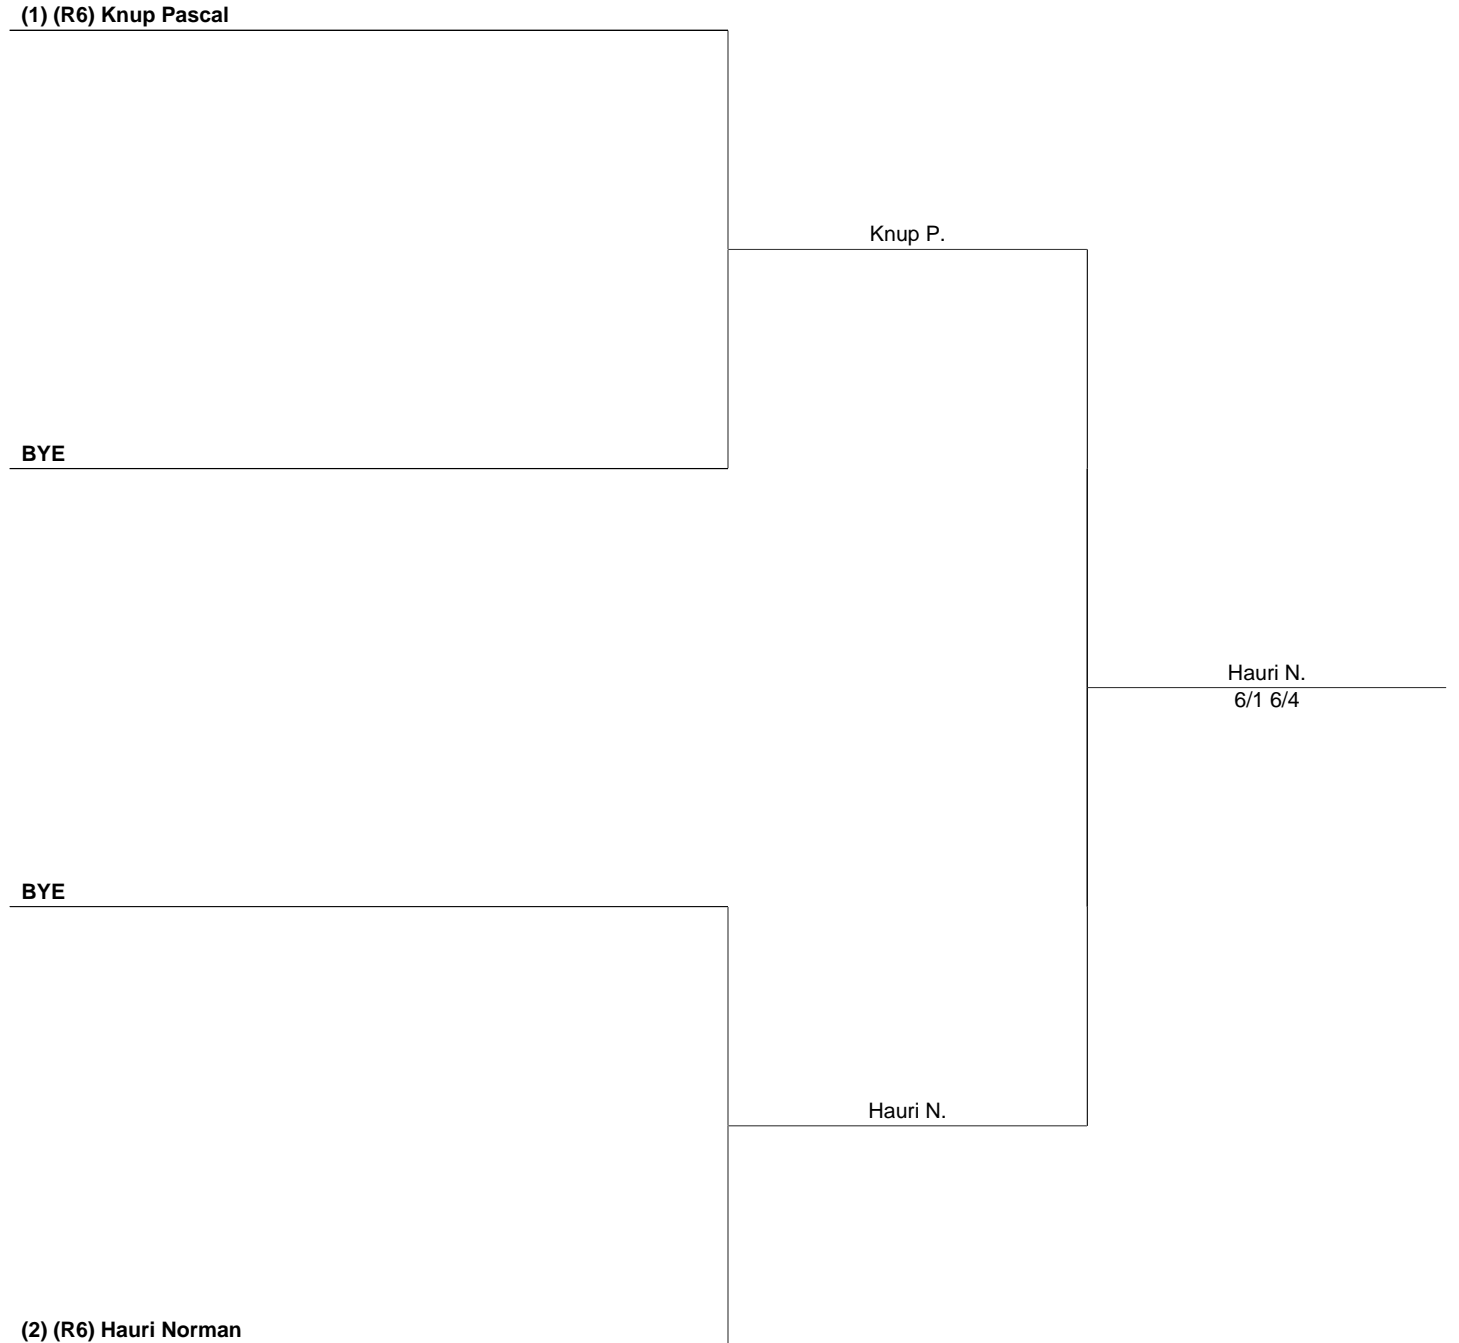 (1) (R6) Knup Pascal
Knup P.
BYE
Hauri N.
6/1 6/4
BYE
Hauri N.
(2) (R6) Hauri Norman